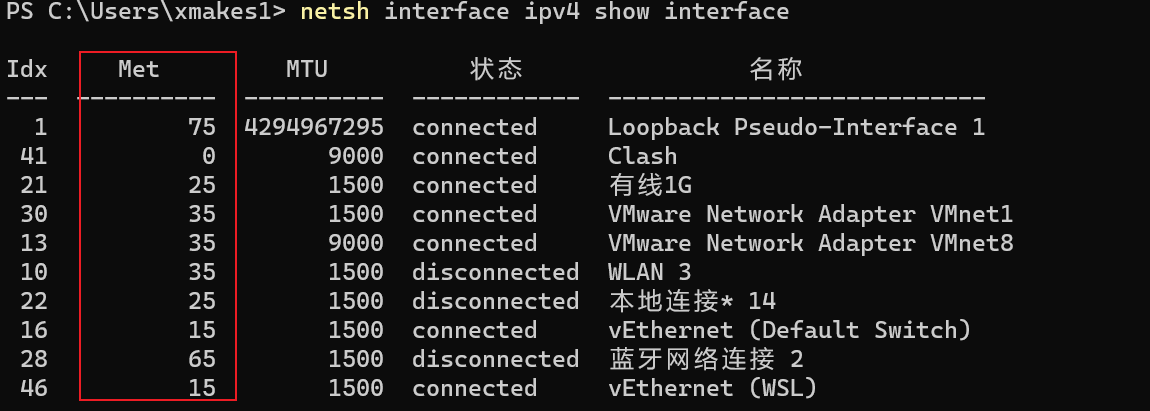 PS C:\Users\xmakes1> netsh interface ipv4 show interface
Idx     Met         MTU          状态                名称
---  ----------  ----------  ------------  ---------------------------
  1          75  4294967295  connected     Loopback Pseudo-Interface 1
 41           0        9000  connected     Clash
 21          25        1500  connected     有线1G
 30          35        1500  connected     VMware Network Adapter VMnet1
 13          35        9000  connected     VMware Network Adapter VMnet8
 10          35        1500  disconnected  WLAN 3
 22          25        1500  disconnected  本地连接* 14
 16          15        1500  connected     vEthernet (Default Switch)
 28          65        1500  disconnected  蓝牙网络连接 2
 46          15        1500  connected     vEthernet (WSL)